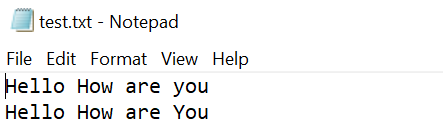 test.txt - Notepad
File Edit Format View Help
Hello How are you
Hello How are You